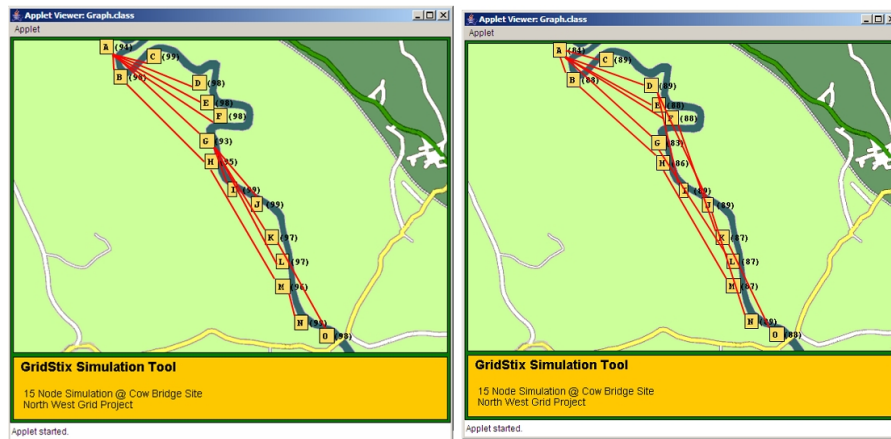 Applet Viewer: Graph.class
Applet
A (94)
C (99)
B (98)
D (98)
E (98)
F (98)
G (93)
H (95)
I (99)
J (99)
K (97)
L (97)
M (96)
N
O (98)
GridStix Simulation Tool
15 Node Simulation @ Cow Bridge Site
North West Grid Project
Applet started.
Applet Viewer: Graph.class
Applet
A (84)
C (89)
B (88)
D (89)
E (88)
F (88)
G (83)
H (86)
I (89)
J (89)
K (87)
L (87)
M (87)
N (89)
O (88)
GridStix Simulation Tool
15 Node Simulation @ Cow Bridge Site
North West Grid Project
Applet started.